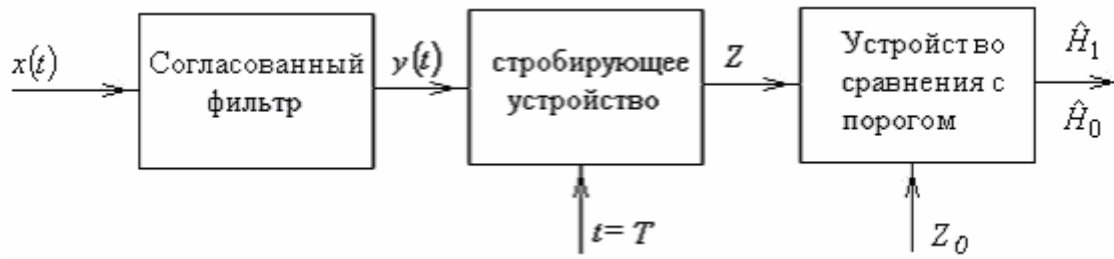 x(t)
Согласованный
фильтр
y(t)
стробирующее
устройство
Z
Устройство
сравнения с
порогом
Ĥ1
Ĥ0
t= T
Z0